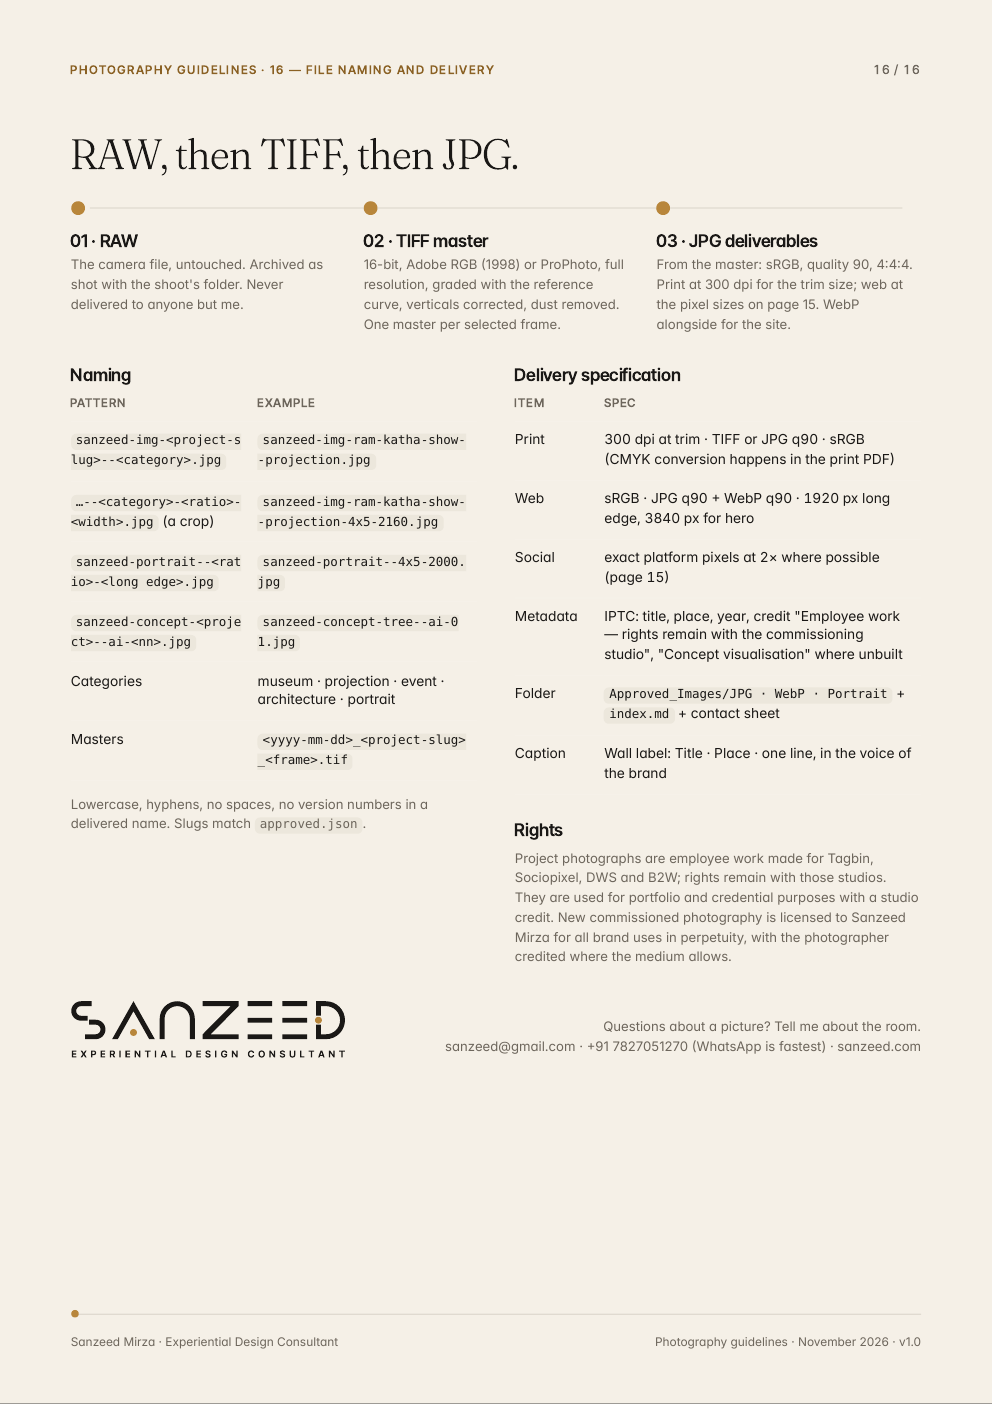 PHOTOGRAPHY GUIDELINES · 16 — FILE NAMING AND DELIVERY
16 / 16
RAW, then TIFF, then JPG.
01 · RAW
The camera file, untouched. Archived as
shot with the shoot's folder. Never
delivered to anyone but me.
02 · TIFF master
16-bit, Adobe RGB (1998) or ProPhoto, full
resolution, graded with the reference
curve, verticals corrected, dust removed.
One master per selected frame.
03 · JPG deliverables
From the master: sRGB, quality 90, 4:4:4.
Print at 300 dpi for the trim size; web at
the pixel sizes on page 15. WebP
alongside for the site.
Naming
PATTERN
EXAMPLE
sanzeed-img-<project-s
lug>--<category>.jpg
sanzeed-img-ram-katha-show-
-projection.jpg
…--<category>-<ratio>-
<width>.jpg (a crop)
sanzeed-img-ram-katha-show-
-projection-4x5-2160.jpg
sanzeed-portrait--<rat
io>-<long edge>.jpg
sanzeed-portrait--4x5-2000.
jpg
sanzeed-concept-<proje
ct>--ai-<nn>.jpg
sanzeed-concept-tree--ai-0
1.jpg
Categories
museum · projection · event ·
architecture · portrait
Masters
<yyyy-mm-dd>_<project-slug>
_<frame>.tif
Lowercase, hyphens, no spaces, no version numbers in a
delivered name. Slugs match approved.json.
Delivery specification
ITEM
SPEC
Print
300 dpi at trim · TIFF or JPG q90 · sRGB
(CMYK conversion happens in the print PDF)
Web
sRGB · JPG q90 + WebP q90 · 1920 px long
edge, 3840 px for hero
Social
exact platform pixels at 2× where possible
(page 15)
Metadata
IPTC: title, place, year, credit "Employee work
— rights remain with the commissioning
studio", "Concept visualisation" where unbuilt
Folder
Approved_Images/JPG · WebP · Portrait +
index.md + contact sheet
Caption
Wall label: Title · Place · one line, in the voice of
the brand
Rights
Project photographs are employee work made for Tagbin,
Sociopixel, DWS and B2W; rights remain with those studios.
They are used for portfolio and credential purposes with a studio
credit. New commissioned photography is licensed to Sanzeed
Mirza for all brand uses in perpetuity, with the photographer
credited where the medium allows.
SANZEED
EXPERIENTIAL DESIGN CONSULTANT
Questions about a picture? Tell me about the room.
sanzeed@gmail.com · +91 7827051270 (WhatsApp is fastest) · sanzeed.com
Sanzeed Mirza · Experiential Design Consultant
Photography guidelines · November 2026 · v1.0